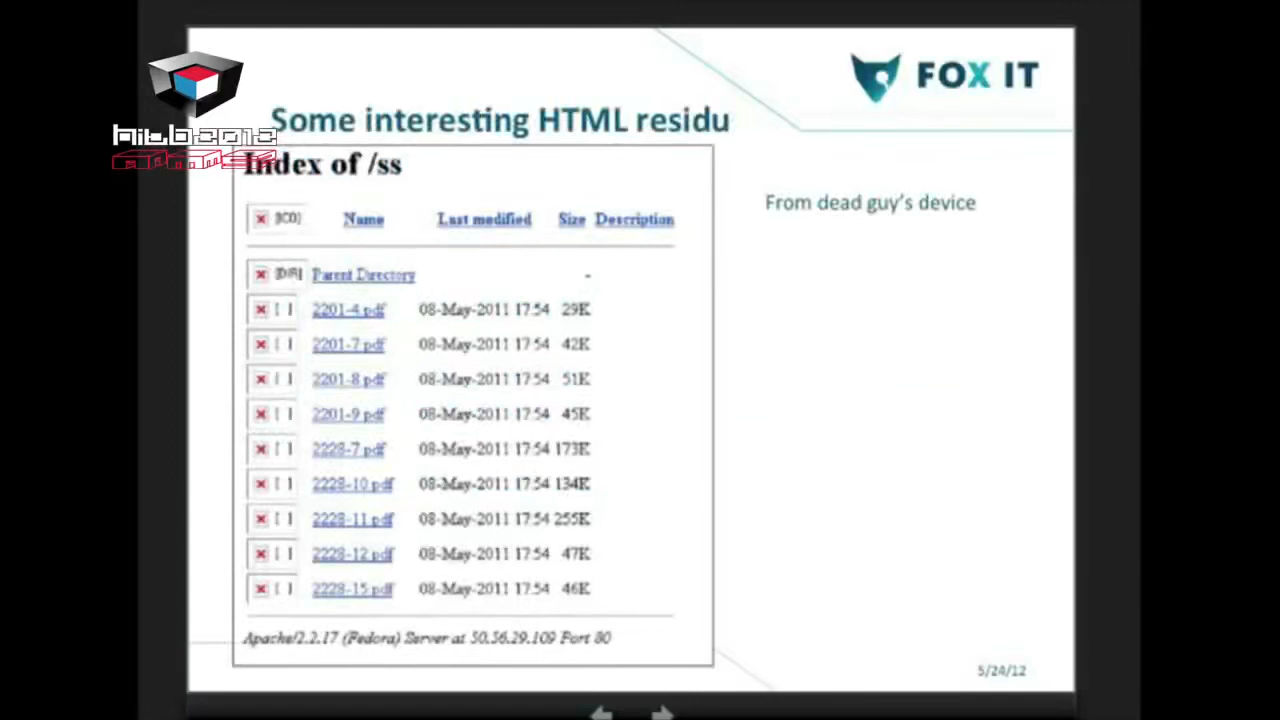 FOX IT
hitb2012
Some interesting HTML residu
Index of /ss
From dead guy's device
[ICO] Name Last modified Size Description
[DIR] Parent Directory -
[ ] 2201-4.pdf 08-May-2011 17:54 29K
[ ] 2201-7.pdf 08-May-2011 17:54 42K
[ ] 2201-8.pdf 08-May-2011 17:54 51K
[ ] 2201-9.pdf 08-May-2011 17:54 45K
[ ] 2228-7.pdf 08-May-2011 17:54 173K
[ ] 2228-10.pdf 08-May-2011 17:54 134K
[ ] 2228-11.pdf 08-May-2011 17:54 255K
[ ] 2228-12.pdf 08-May-2011 17:54 47K
[ ] 2228-15.pdf 08-May-2011 17:54 46K
Apache/2.2.17 (Fedora) Server at 50.56.29.109 Port 80
5/24/12